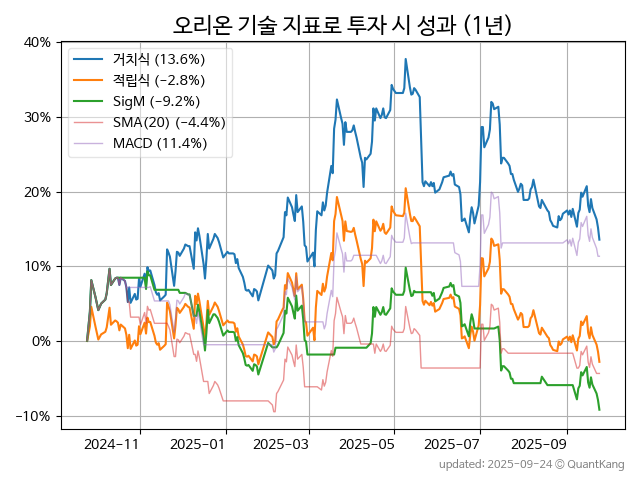 오리온 기술 지표로 투자 시 성과 (1년)
40%
30%
20%
10%
0%
−10%
거치식 (13.6%)
적립식 (−2.8%)
SigM (−9.2%)
SMA(20) (−4.4%)
MACD (11.4%)
2024-11
2025-01
2025-03
2025-05
2025-07
2025-09
updated: 2025-09-24 © QuantKang